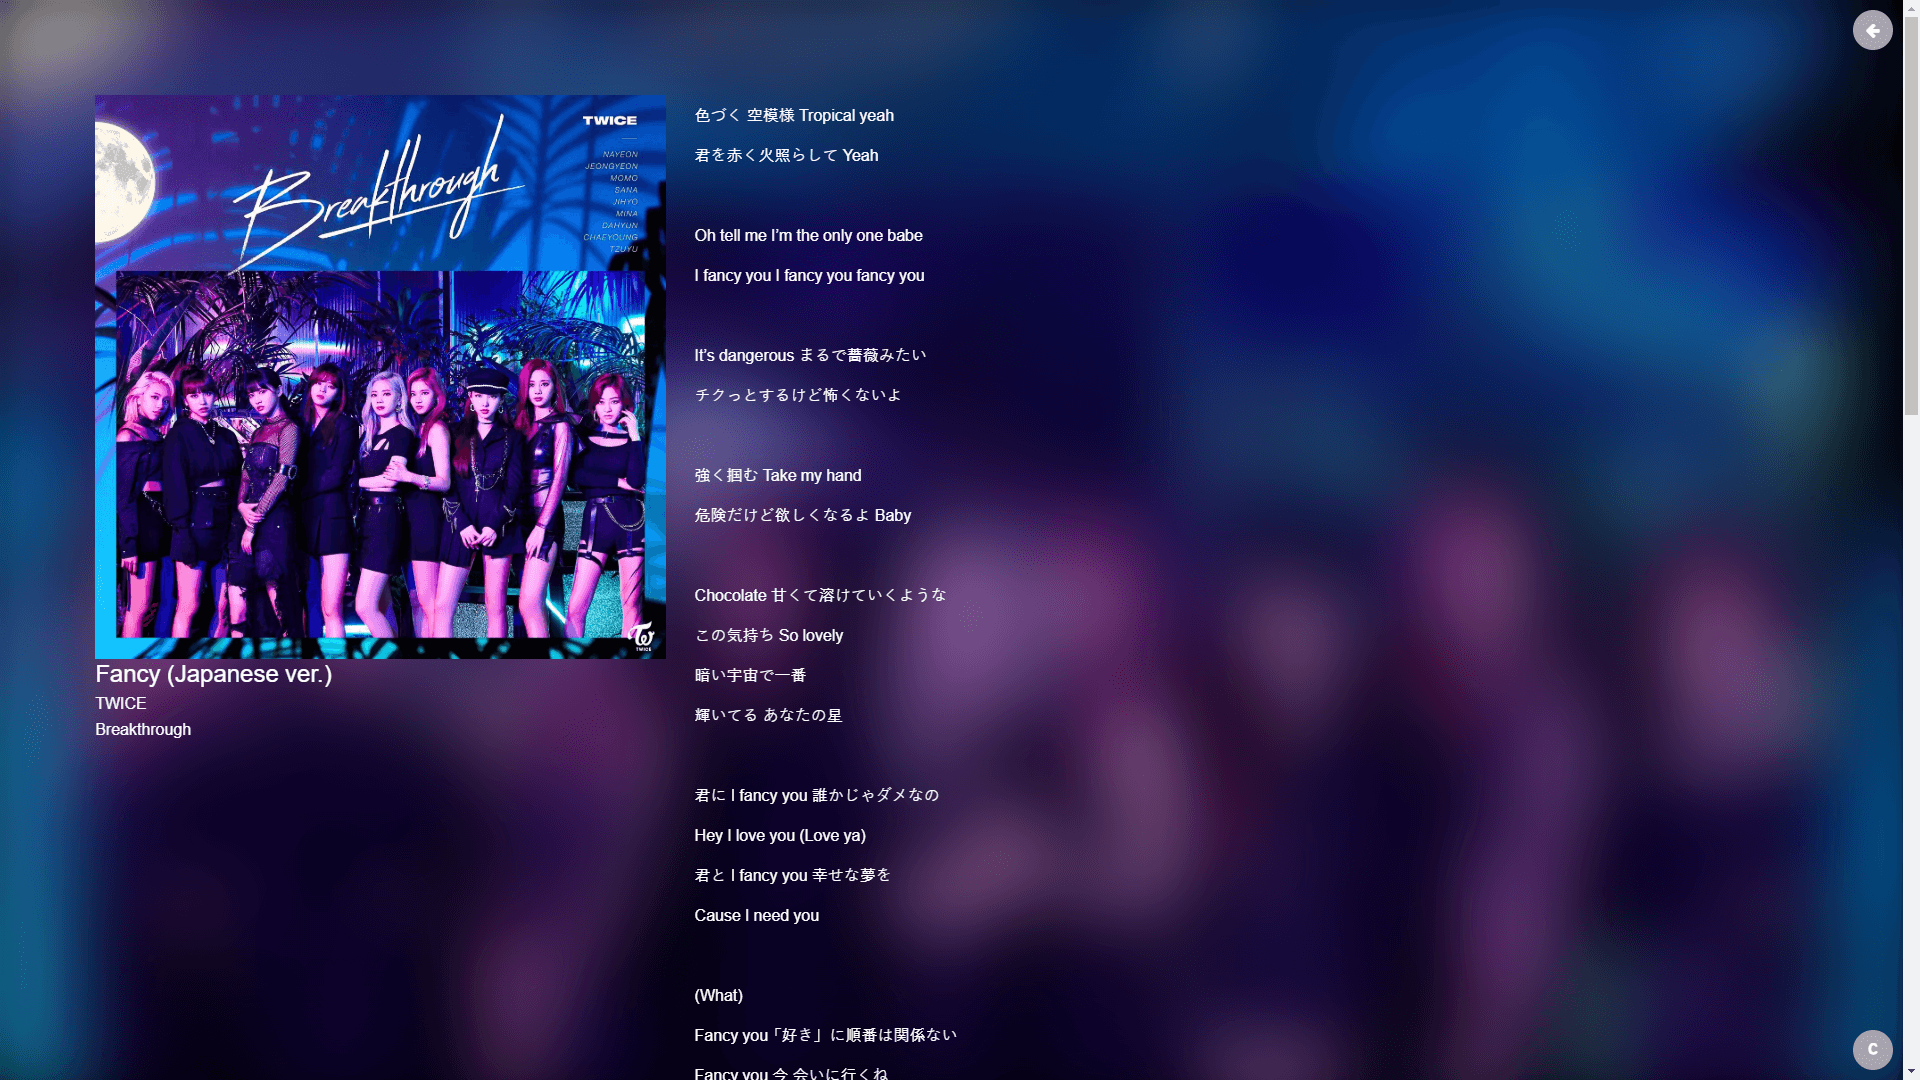 TWICE
Breakthrough
NAYEON
JEONGYEON
MOMO
SANA
JIHYO
MINA
DAHYUN
CHAEYOUNG
TZUYU
TWICE
Fancy (Japanese ver.)
TWICE
Breakthrough
色づく 空模様 Tropical yeah
君を赤く火照らして Yeah
Oh tell me I’m the only one babe
I fancy you I fancy you fancy you
It’s dangerous まるで薔薇みたい
チクっとするけど怖くないよ
強く掴む Take my hand
危険だけど欲しくなるよ Baby
Chocolate 甘くて溶けていくような
この気持ち So lovely
暗い宇宙で一番
輝いてる あなたの星
君に I fancy you 誰かじゃダメなの
Hey I love you (Love ya)
君と I fancy you 幸せな夢を
Cause I need you
(What)
Fancy you「好き」に順番は関係ない
Fancy you 今 会いに行くね
C